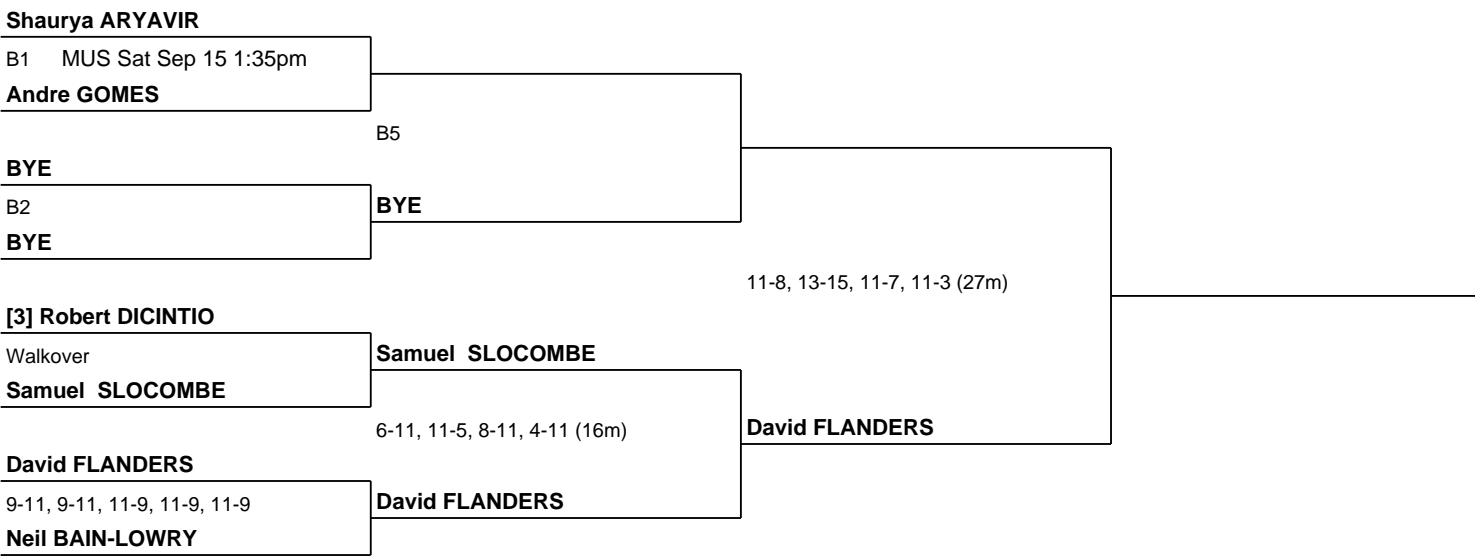 Shaurya ARYAVIR
B1 MUS Sat Sep 15 1:35pm
Andre GOMES
B5
BYE
B2
BYE
BYE
11-8, 13-15, 11-7, 11-3 (27m)
[3] Robert DICINTIO
Walkover
Samuel SLOCOMBE
Samuel SLOCOMBE
6-11, 11-5, 8-11, 4-11 (16m)
David FLANDERS
David FLANDERS
9-11, 9-11, 11-9, 11-9, 11-9
David FLANDERS
Neil BAIN-LOWRY